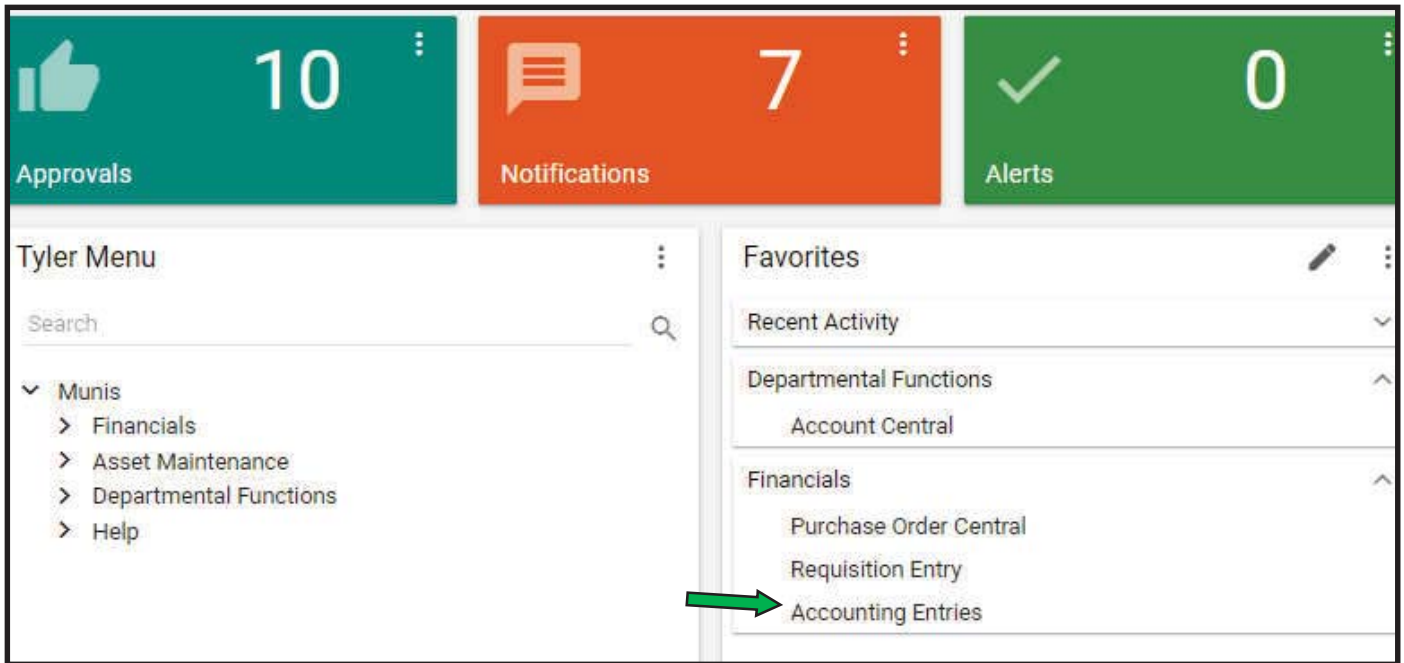 10
Approvals
7
Notifications
0
Alerts
Tyler Menu
Search
Munis
Financials
Asset Maintenance
Departmental Functions
Help
Favorites
Recent Activity
Departmental Functions
Account Central
Financials
Purchase Order Central
Requisition Entry
Accounting Entries